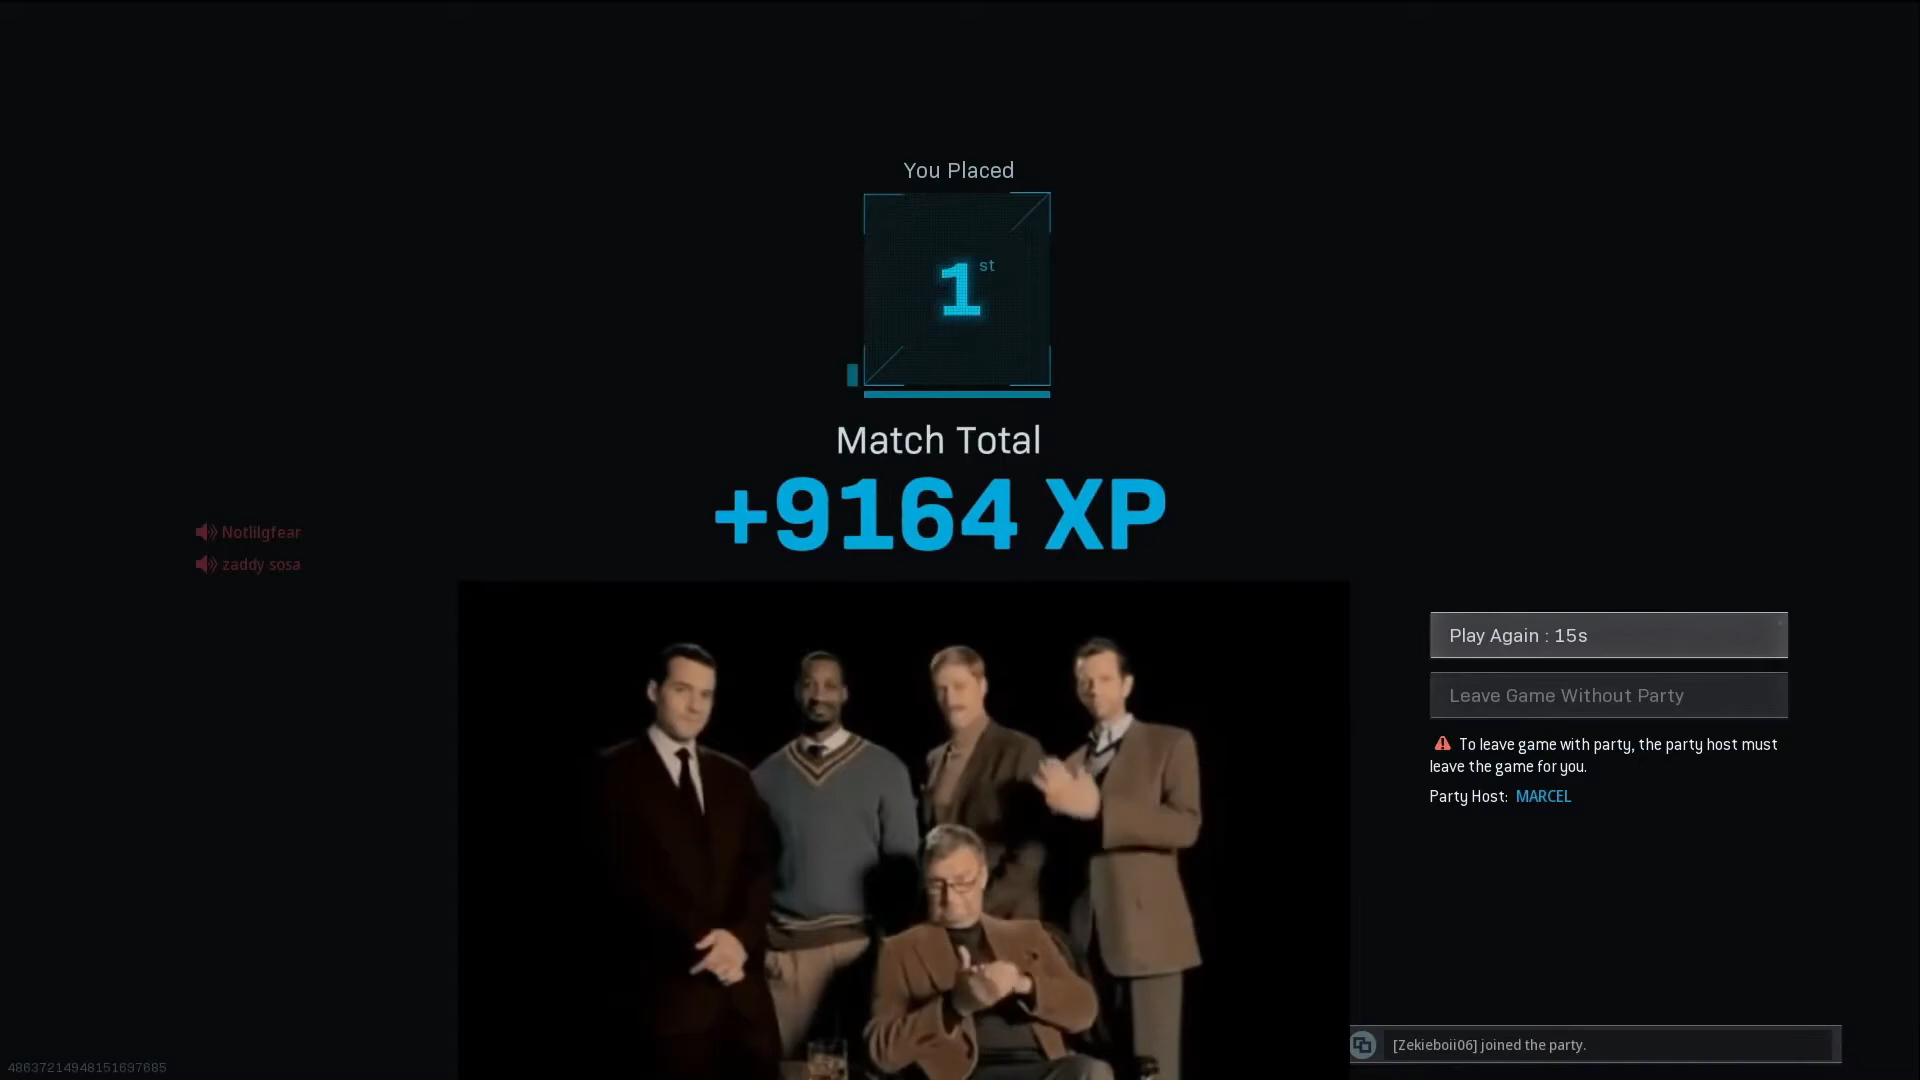 You Placed
1st
Match Total
+9164 XP
Notlilgfear
zaddy sosa
Play Again : 15s
Leave Game Without Party
To leave game with party, the party host must
leave the game for you.
Party Host: MARCEL
[Zekieboii06] joined the party.
48637214948151697685